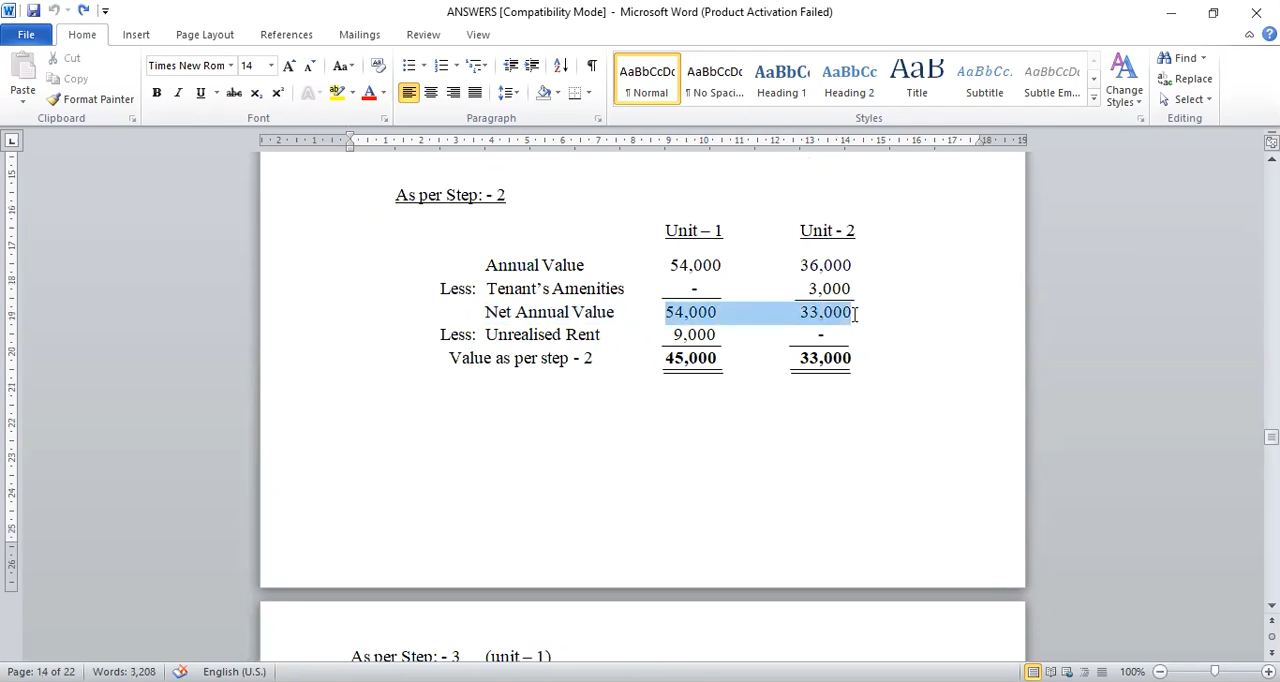 ANSWERS [Compatibility Mode] - Microsoft Word (Product Activation Failed)
File Home Insert Page Layout References Mailings Review View
Paste Cut Copy Format Painter
Clipboard
Times New Rom 14
Font
Paragraph
AaBbCcDc AaBbCcDc AaBbC AaBbCc AaB AaBbCc. AaBbCcDc
¶ Normal ¶ No Spaci... Heading 1 Heading 2 Title Subtitle Subtle Em...
Change Styles
Styles
Find Replace Select
Editing
As per Step: - 2
Unit – 1 Unit - 2
Annual Value 54,000 36,000
Less: Tenant’s Amenities - 3,000
Net Annual Value 54,000 33,000
Less: Unrealised Rent 9,000 -
Value as per step - 2 45,000 33,000
As per Step: - 3 (unit – 1)
Page: 14 of 22 Words: 3,208 English (U.S.) 100%